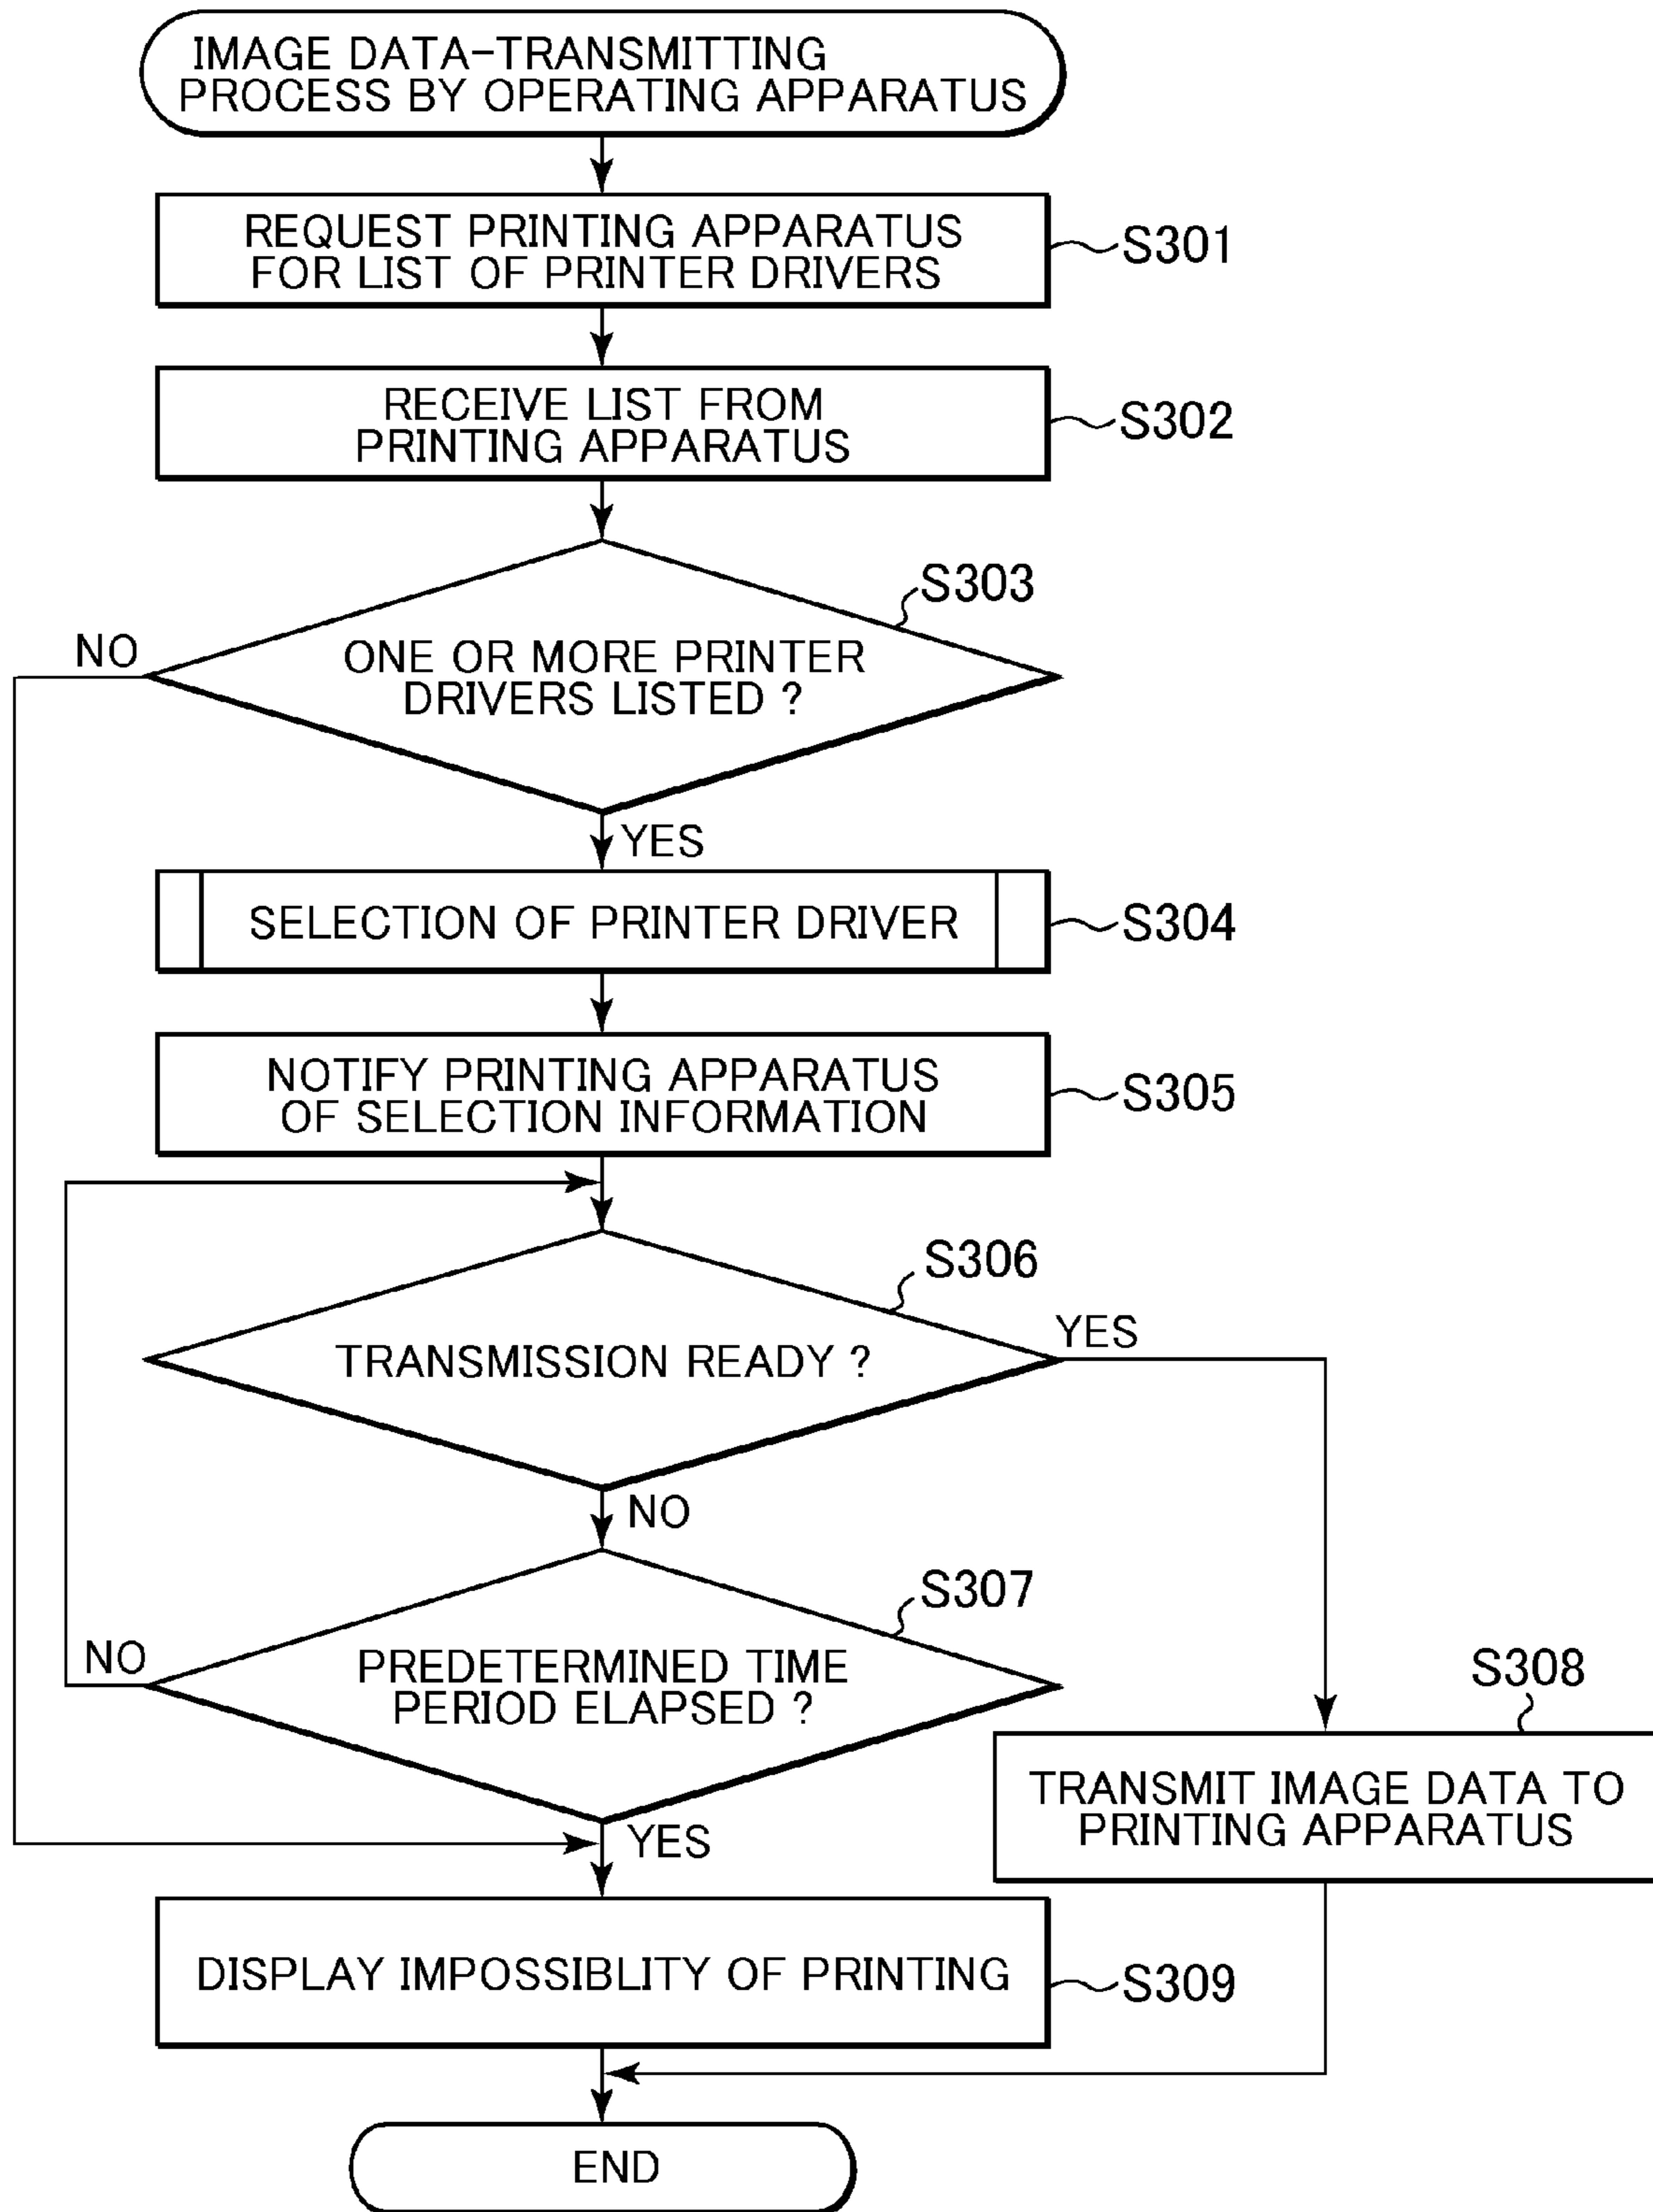 IMAGE DATA-TRANSMITTING
PROCESS BY OPERATING APPARATUS
REQUEST PRINTING APPARATUS
FOR LIST OF PRINTER DRIVERS
S301
RECEIVE LIST FROM
PRINTING APPARATUS
S302
S303
NO
ONE OR MORE PRINTER
DRIVERS LISTED ?
YES
SELECTION OF PRINTER DRIVER
S304
NOTIFY PRINTING APPARATUS
OF SELECTION INFORMATION
S305
S306
YES
TRANSMISSION READY ?
NO
S307
NO
PREDETERMINED TIME
PERIOD ELAPSED ?
YES
S308
TRANSMIT IMAGE DATA TO
PRINTING APPARATUS
DISPLAY IMPOSSIBLITY OF PRINTING
S309
END